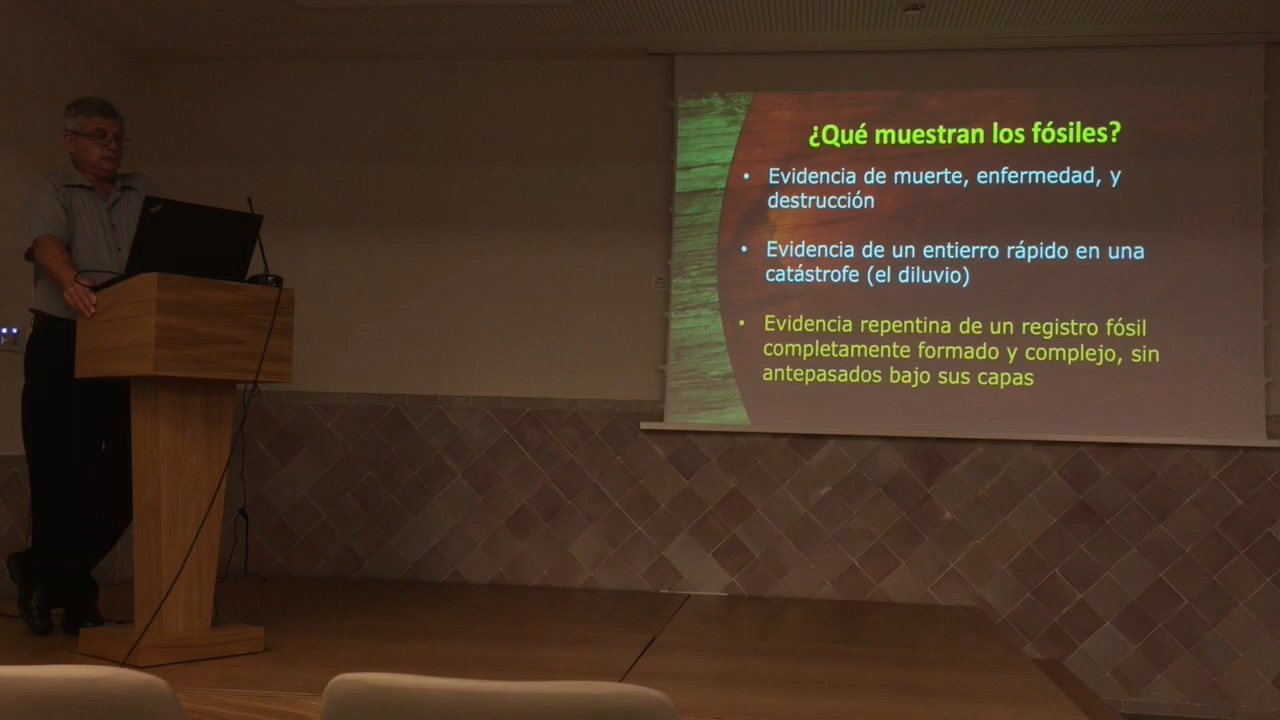 ¿Qué muestran los fósiles?
• Evidencia de muerte, enfermedad, y
destrucción
• Evidencia de un entierro rápido en una
catástrofe (el diluvio)
• Evidencia repentina de un registro fósil
completamente formado y complejo, sin
antepasados bajo sus capas